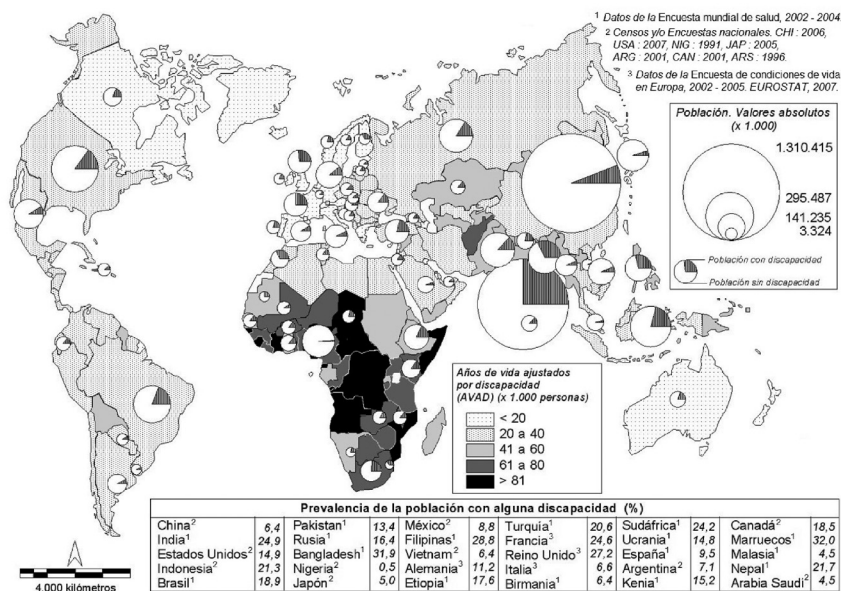 ¹ Datos de la Encuesta mundial de salud, 2002 - 2004.
² Censos y/o Encuestas nacionales. CHI : 2006,
USA : 2007, NIG : 1991, JAP : 2005,
ARG : 2001, CAN : 2001, ARS : 1996.
³ Datos de la Encuesta de condiciones de vida
en Europa, 2002 - 2005. EUROSTAT, 2007.
Población. Valores absolutos
(x 1.000)
1.310.415
295.487
141.235
3.324
Población con discapacidad
Población sin discapacidad
Años de vida ajustados
por discapacidad
(AVAD) (x 1.000 personas)
< 20
20 a 40
41 a 60
61 a 80
> 81
4.000 kilómetros
Prevalencia de la población con alguna discapacidad (%)
China² 6,4 Pakistan¹ 13,4 México² 8,8 Turquia¹ 20,6 Sudáfrica¹ 24,2 Canadá² 18,5
India¹ 24,9 Rusia¹ 16,4 Filipinas¹ 28,8 Francia³ 24,6 Ucrania¹ 14,8 Marruecos¹ 32,0
Estados Unidos² 14,9 Bangladesh¹ 31,9 Vietnam² 6,4 Reino Unido³ 27,2 España¹ 9,5 Malasia¹ 4,5
Indonesia² 21,3 Nigeria² 0,5 Alemania³ 11,2 Italia³ 6,6 Argentina² 7,1 Nepal¹ 21,7
Brasil¹ 18,9 Japón² 5,0 Etiopia¹ 17,6 Birmania¹ 6,4 Kenia¹ 15,2 Arabia Saudi² 4,5